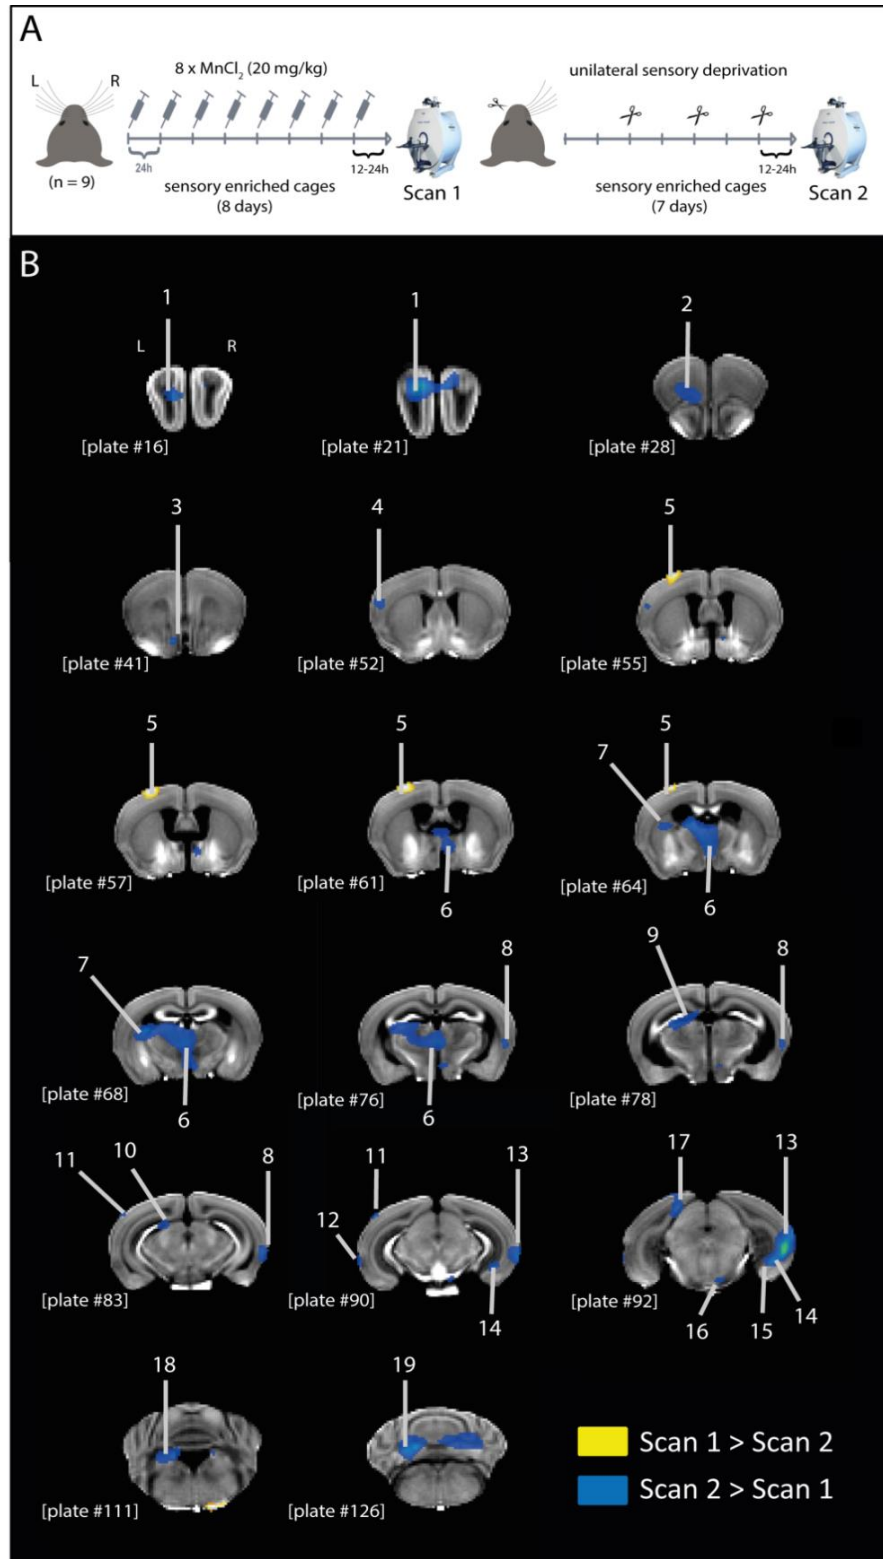 A
L R
8 x MnCl₂ (20 mg/kg)
unilateral sensory deprivation
24h
12-24h
12-24h
(n = 9)
sensory enriched cages
(8 days)
Scan 1
sensory enriched cages
(7 days)
Scan 2
B
1
1
2
L R
[plate #16]
[plate #21]
[plate #28]
3
4
5
[plate #41]
[plate #52]
[plate #55]
5
5
7
5
[plate #57]
[plate #61]
[plate #64]
6
6
7
8
9
8
[plate #68]
[plate #76]
[plate #78]
6
6
11
10
8
11
13
12
17
13
[plate #83]
[plate #90]
[plate #92]
14
16
15
14
18
19
Scan 1 > Scan 2
Scan 2 > Scan 1
[plate #111]
[plate #126]